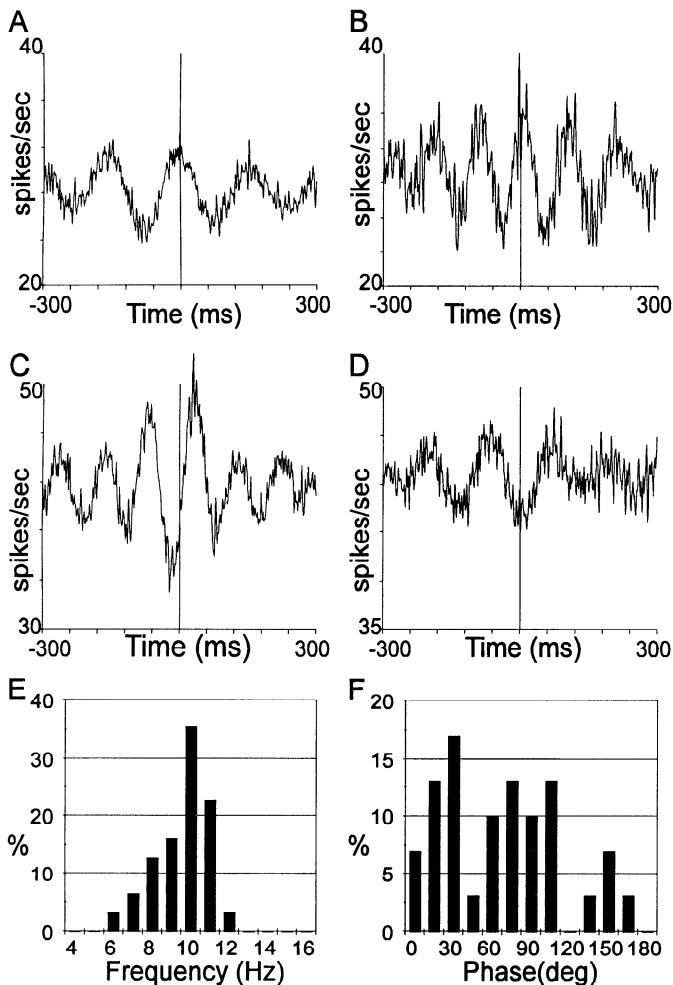 A
B
40
40
spikes/sec
spikes/sec
20
20
-300
300
-300
300
Time (ms)
Time (ms)
C
D
50
50
spikes/sec
spikes/sec
30
35
-300
300
-300
300
Time (ms)
Time (ms)
E
F
40
30
20
10
0
%
4 6 8 10 12 14 16
Frequency (Hz)
20
15
10
5
0
%
0 30 60 90 120 150 180
Phase(deg)